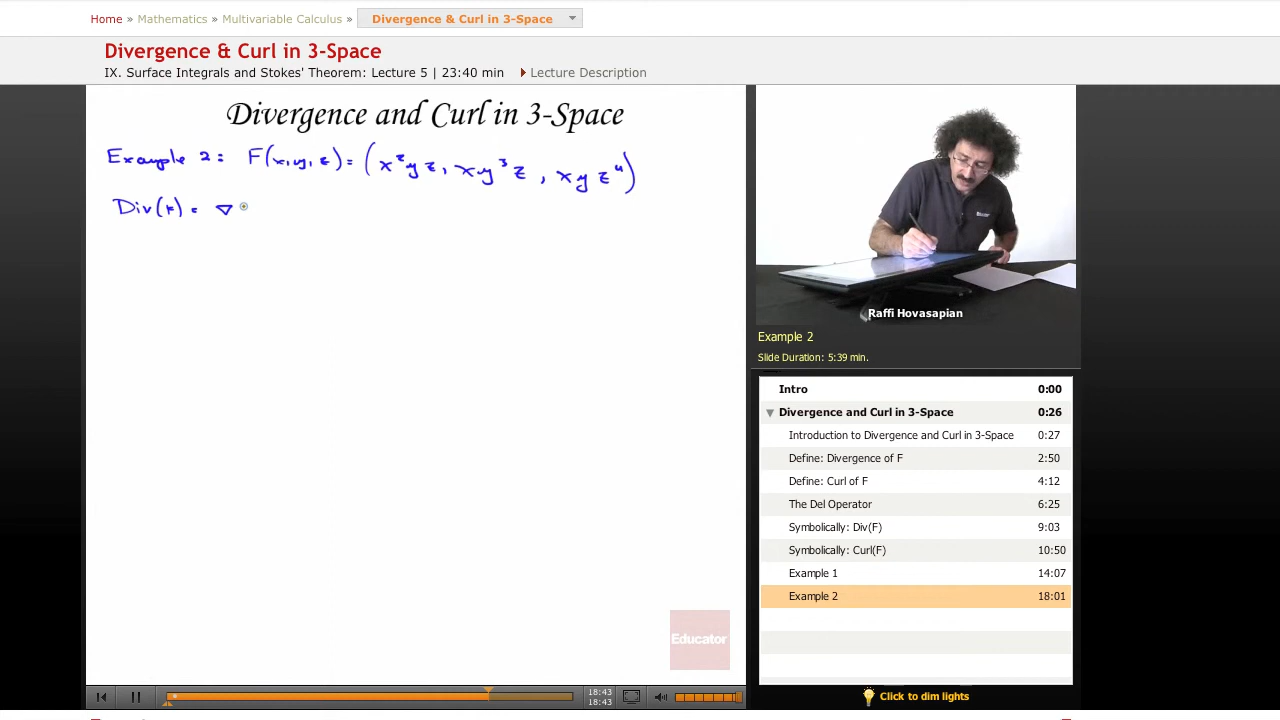 Home » Mathematics » Multivariable Calculus » Divergence & Curl in 3-Space
Divergence & Curl in 3-Space
IX. Surface Integrals and Stokes' Theorem: Lecture 5 | 23:40 min Lecture Description
Divergence and Curl in 3-Space
Example 2: F(x,y,z) = (x²yz, xy³z, xyz⁴)
Div(F) = ∇
Educator
Raffi Hovasapian
Example 2
Slide Duration: 5:39 min.
Intro 0:00
Divergence and Curl in 3-Space 0:26
Introduction to Divergence and Curl in 3-Space 0:27
Define: Divergence of F 2:50
Define: Curl of F 4:12
The Del Operator 6:25
Symbolically: Div(F) 9:03
Symbolically: Curl(F) 10:50
Example 1 14:07
Example 2 18:01
18:43
18:43
Click to dim lights